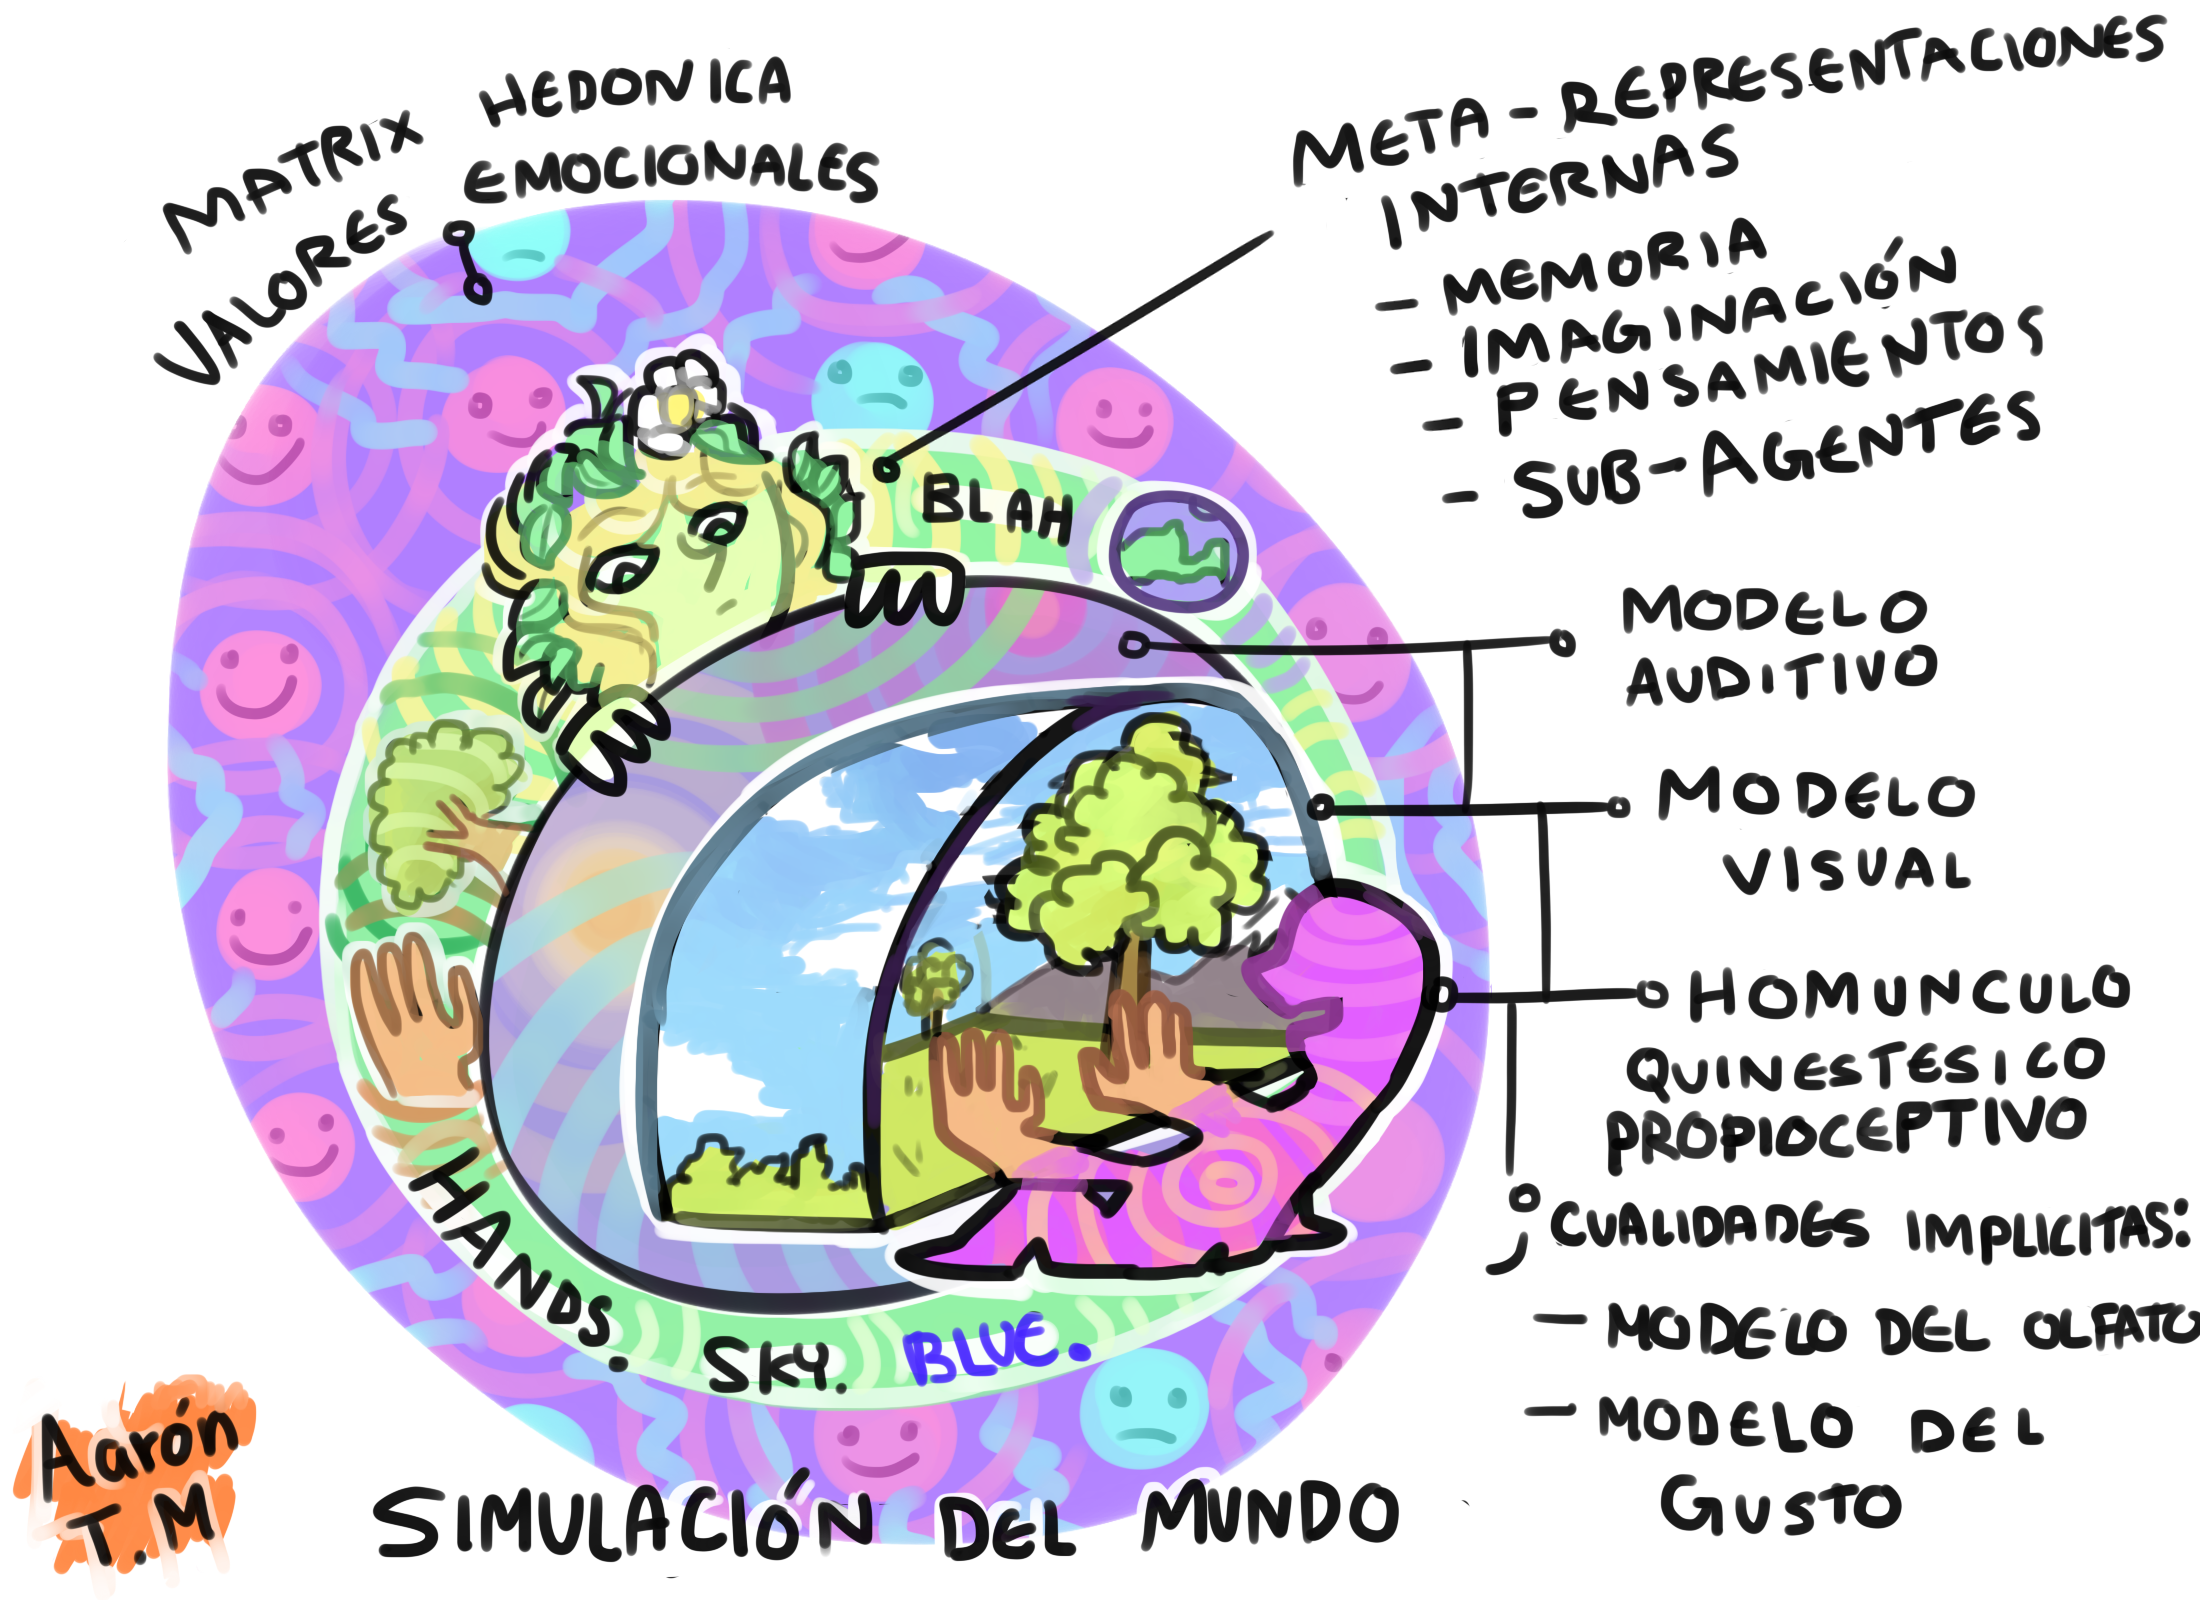 MATRIX HEDONICA
VALORES EMOCIONALES
META-REPRESENTACIONES
INTERNAS
- MEMORIA
- IMAGINACIÓN
- PENSAMIENTOS
- SUB-AGENTES
BLAH
MODELO
AUDITIVO
MODELO
VISUAL
HOMUNCULO
QUINESTESICO
PROPIOCEPTIVO
CUALIDADES IMPLICITAS:
- MODELO DEL OLFATO
- MODELO DEL
GUSTO
HANDS. SKY. BLUE.
SIMULACIÓN DEL MUNDO
Aarón
T.M